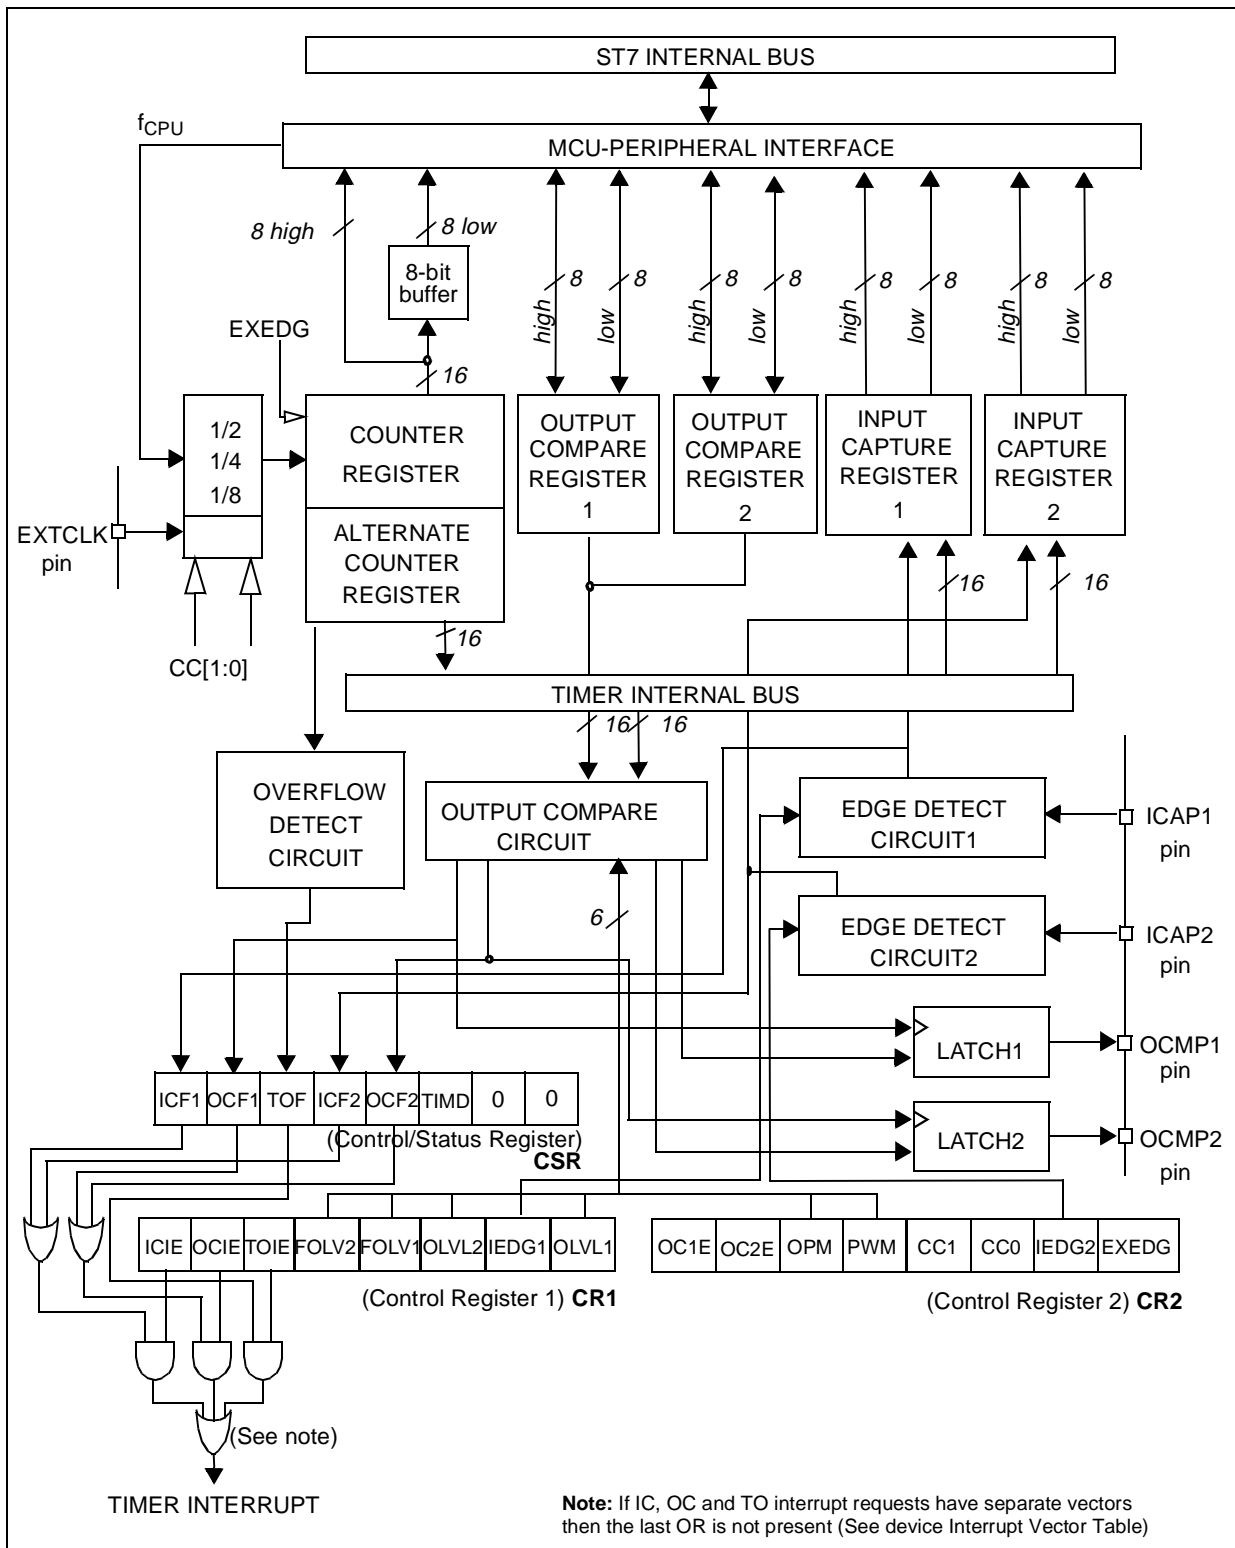 ST7 INTERNAL BUS
fCPU
MCU-PERIPHERAL INTERFACE
8 high
8 low
8-bit
buffer
high
8
low
8
high
8
low
8
high
8
low
8
high
8
low
8
EXEDG
16
1/2
1/4
1/8
COUNTER
REGISTER
OUTPUT
COMPARE
REGISTER
1
OUTPUT
COMPARE
REGISTER
2
INPUT
CAPTURE
REGISTER
1
INPUT
CAPTURE
REGISTER
2
EXTCLK
pin
ALTERNATE
COUNTER
REGISTER
16
16
16
CC[1:0]
TIMER INTERNAL BUS
16
16
OVERFLOW
DETECT
CIRCUIT
OUTPUT COMPARE
CIRCUIT
EDGE DETECT
CIRCUIT1
ICAP1
pin
6
EDGE DETECT
CIRCUIT2
ICAP2
pin
LATCH1
OCMP1
pin
ICF1 OCF1 TOF ICF2 OCF2 TIMD 0 0
(Control/Status Register)
CSR
LATCH2
OCMP2
pin
ICIE OCIE TOIE FOLV2 FOLV1 OLVL2 IEDG1 OLVL1
OC1E OC2E OPM PWM CC1 CC0 IEDG2 EXEDG
(Control Register 1) CR1
(Control Register 2) CR2
(See note)
TIMER INTERRUPT
Note: If IC, OC and TO interrupt requests have separate vectors
then the last OR is not present (See device Interrupt Vector Table)